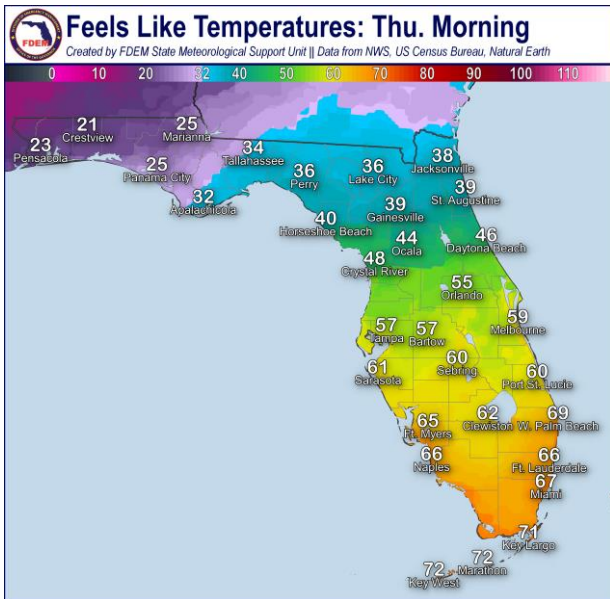 Feels Like Temperatures: Thu. Morning
Created by FDEM State Meteorological Support Unit || Data from NWS, US Census Bureau, Natural Earth
FDEM
0 10 20 32 40 50 60 70 80 90 100 110
21
Crestview
25
Marianna
23
Pensacola
34
Tallahassee
38
Jacksonville
25
Panama City
36
Perry
36
Lake City
32
Apalachicola
39
St. Augustine
39
Gainesville
40
Horseshoe Beach
46
Daytona Beach
44
Ocala
48
Crystal River
55
Orlando
59
Melbourne
57
Tampa
57
Bartow
61
Sarasota
60
Sebring
60
Port St. Lucie
65
Ft. Myers
62
Clewiston
69
W. Palm Beach
66
Naples
66
Ft. Lauderdale
67
Miami
71
Key Largo
72
Marathon
72
Key West